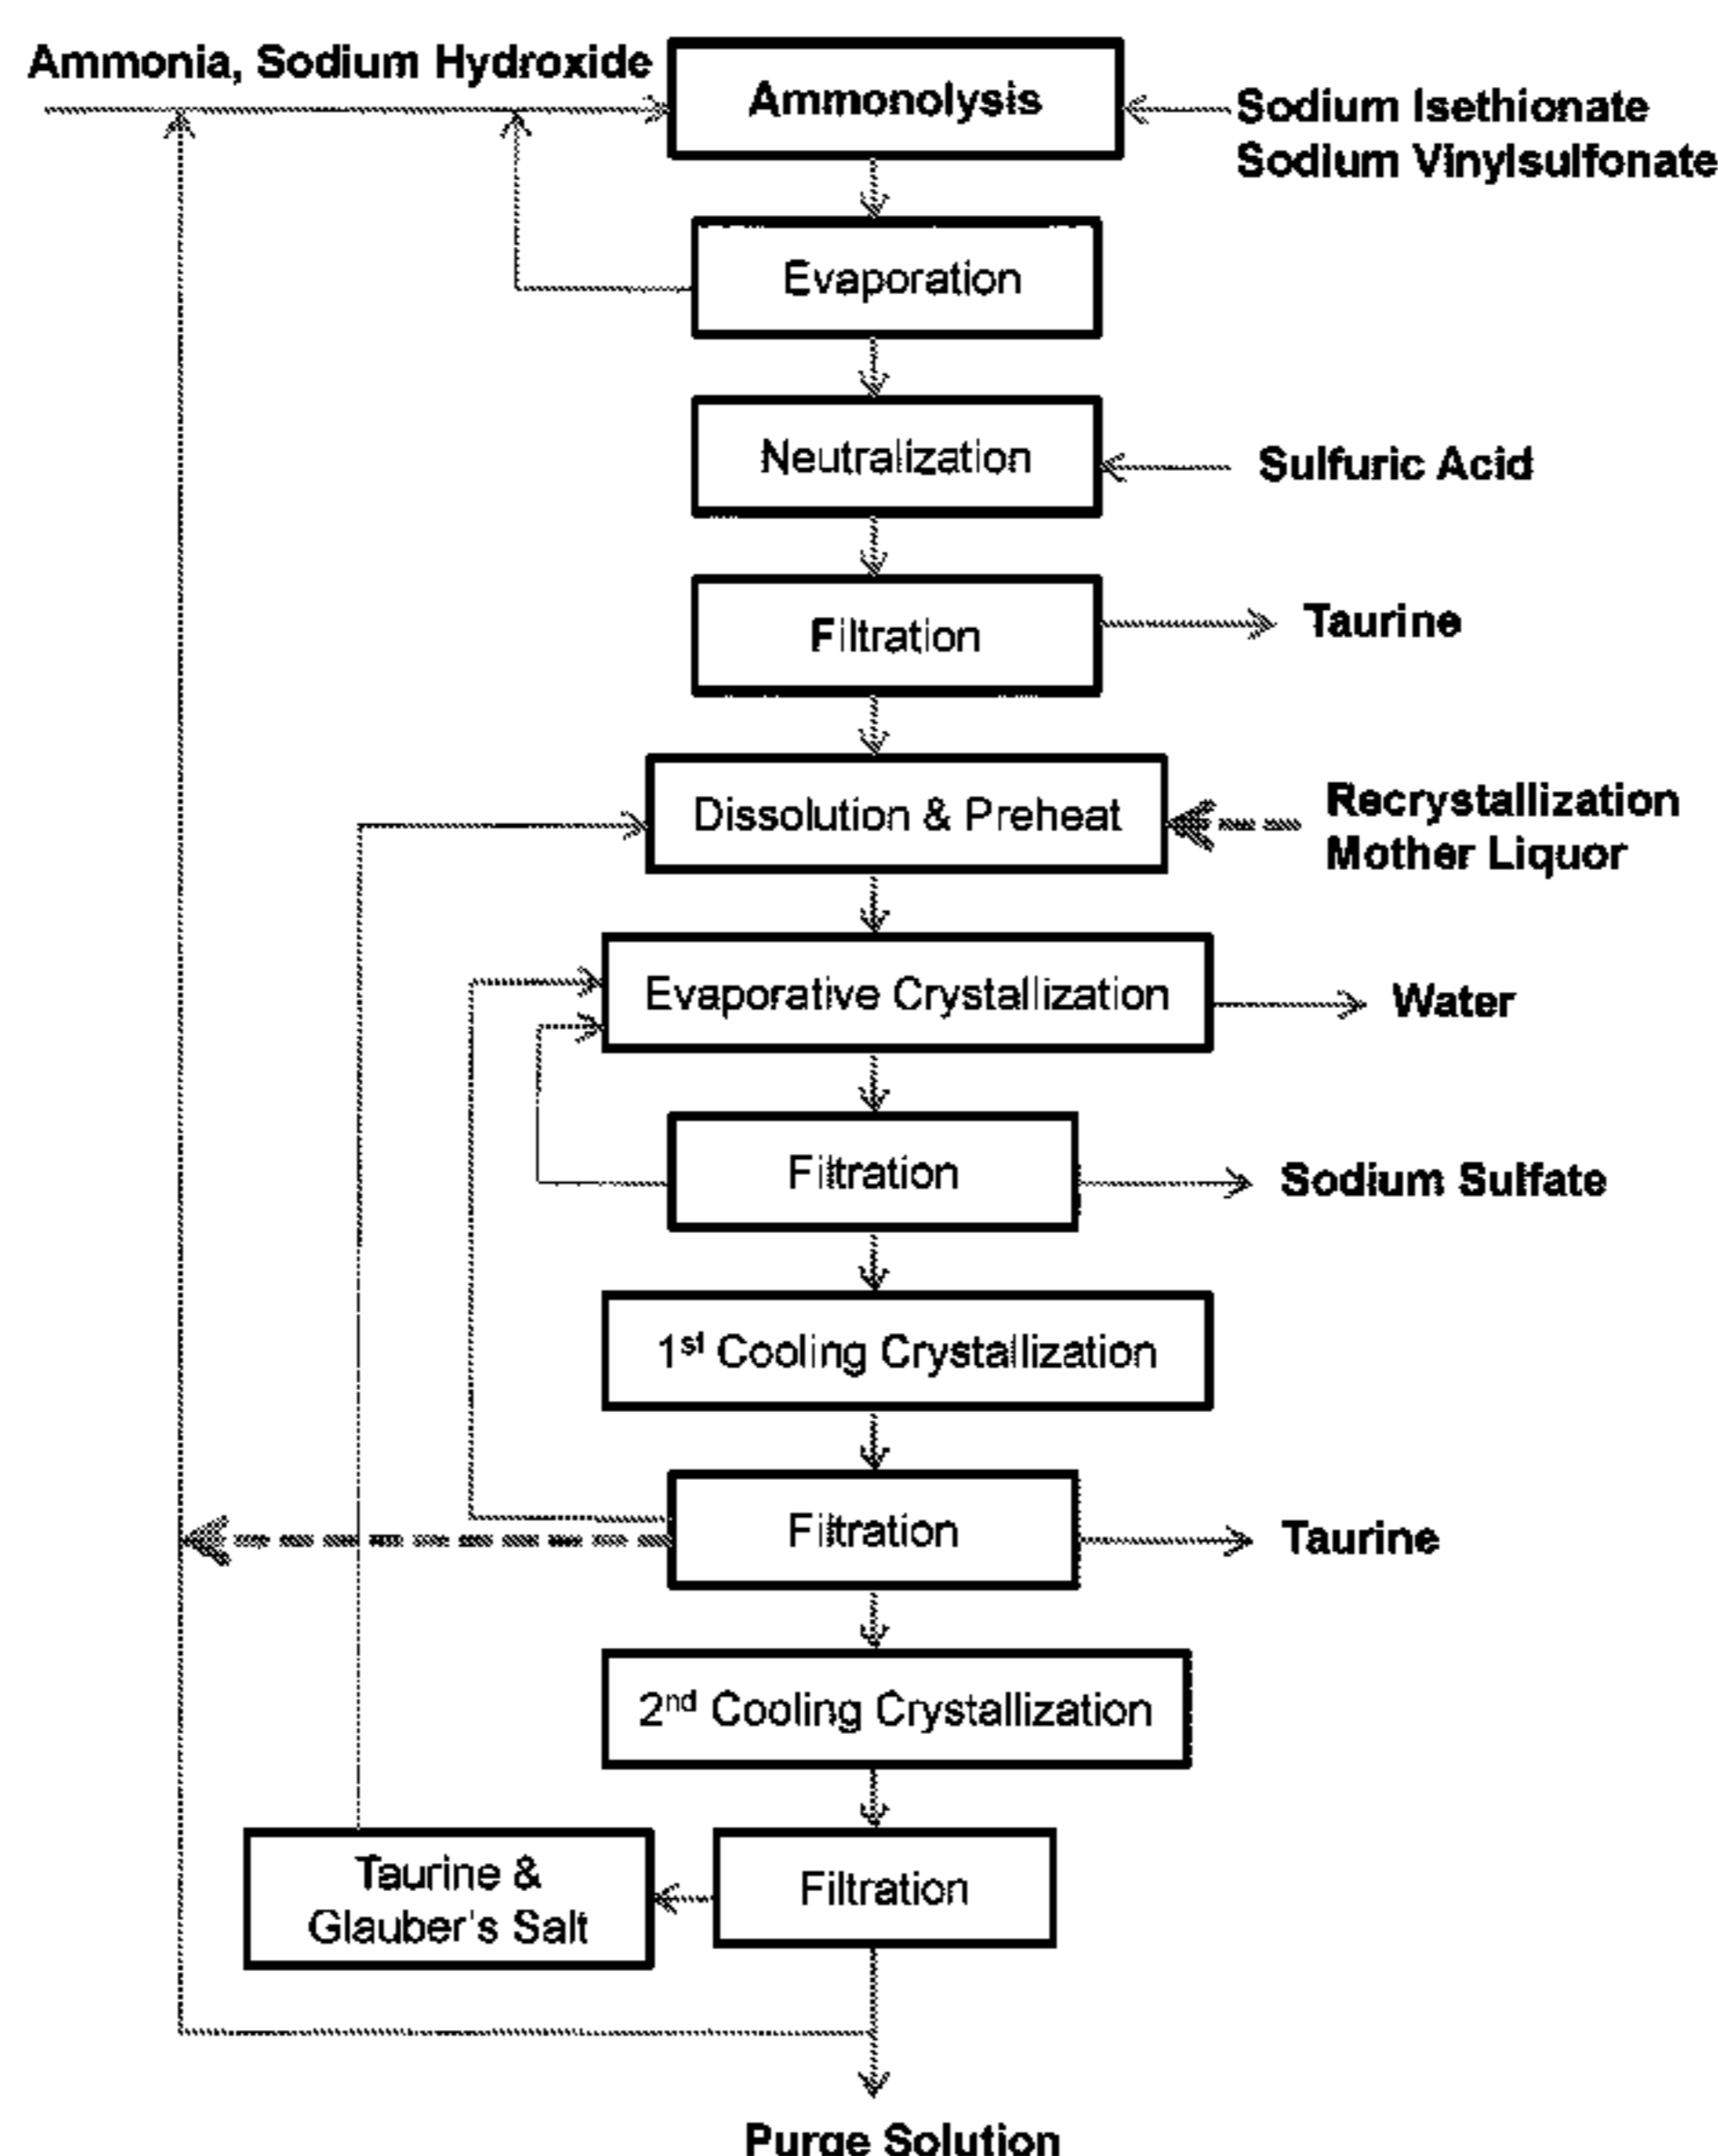 Ammonia, Sodium Hydroxide
Ammonolysis
Sodium Isethionate
Sodium Vinylsulfonate
Evaporation
Neutralization
Sulfuric Acid
Filtration
Taurine
Dissolution & Preheat
Recrystallization
Mother Liquor
Evaporative Crystallization
Water
Filtration
Sodium Sulfate
1st Cooling Crystallization
Filtration
Taurine
2nd Cooling Crystallization
Taurine &
Glauber's Salt
Filtration
Purge Solution